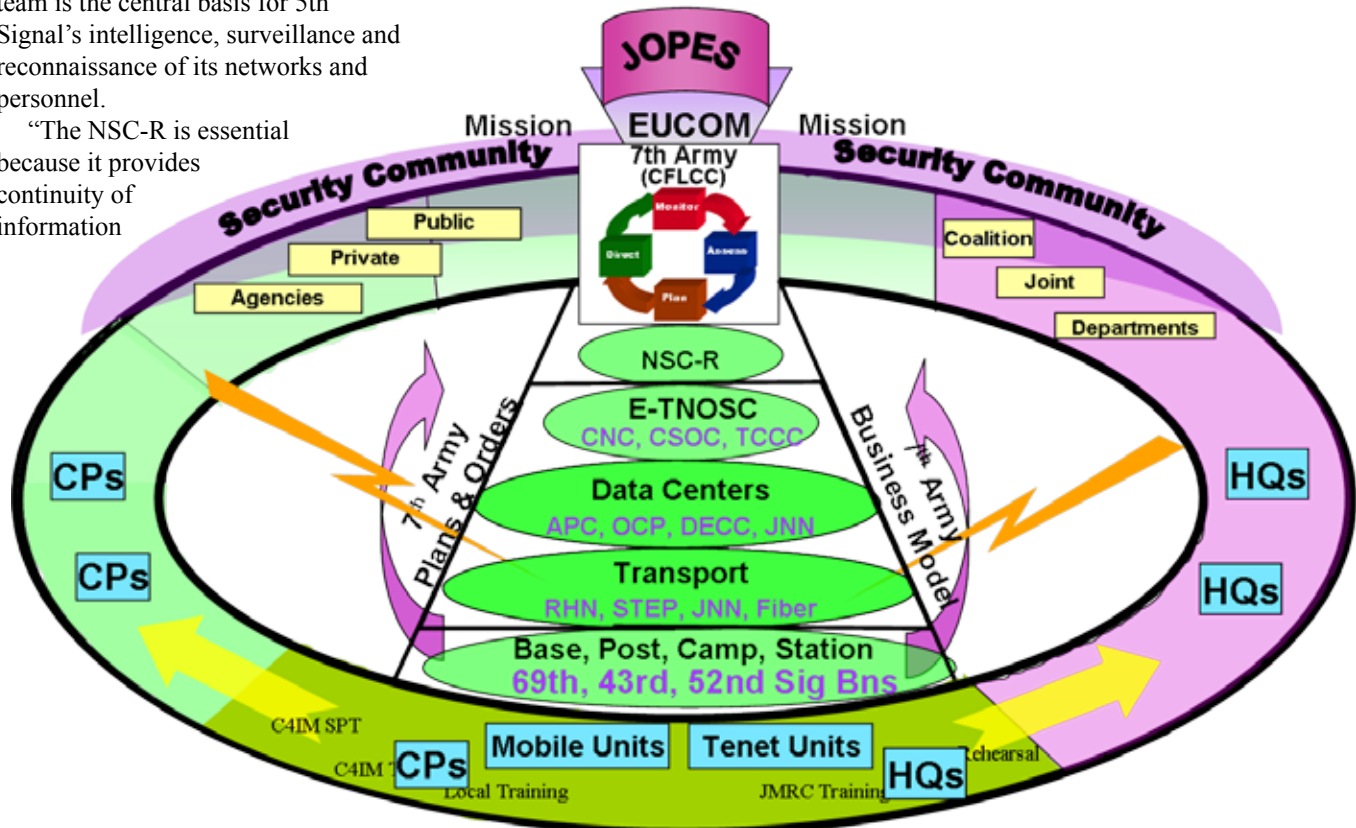 team is the central basis for 5th
Signal's intelligence, surveillance and
reconnaissance of its networks and
personnel.
“The NSC-R is essential
because it provides
continuity of
information
JOPES
Mission
EUCOM
Mission
Security Community
7th Army
(CFLCC)
Security Community
Monitor
Direct
Assess
Plan
Public
Private
Agencies
Coalition
Joint
Departments
NSC-R
E-TNOSC
CNC, CSOC, TCCC
7th Army
Plans & Orders
7th Army
Business Model
Data Centers
APC, OCP, DECC, JNN
Transport
RHN, STEP, JNN, Fiber
Base, Post, Camp, Station
69th, 43rd, 52nd Sig Bns
CPs
CPs
HQs
HQs
C4IM SPT
C4IM
CPs
Mobile Units
Tenet Units
HQs
Rehearsal
Local Training
JMRC Training